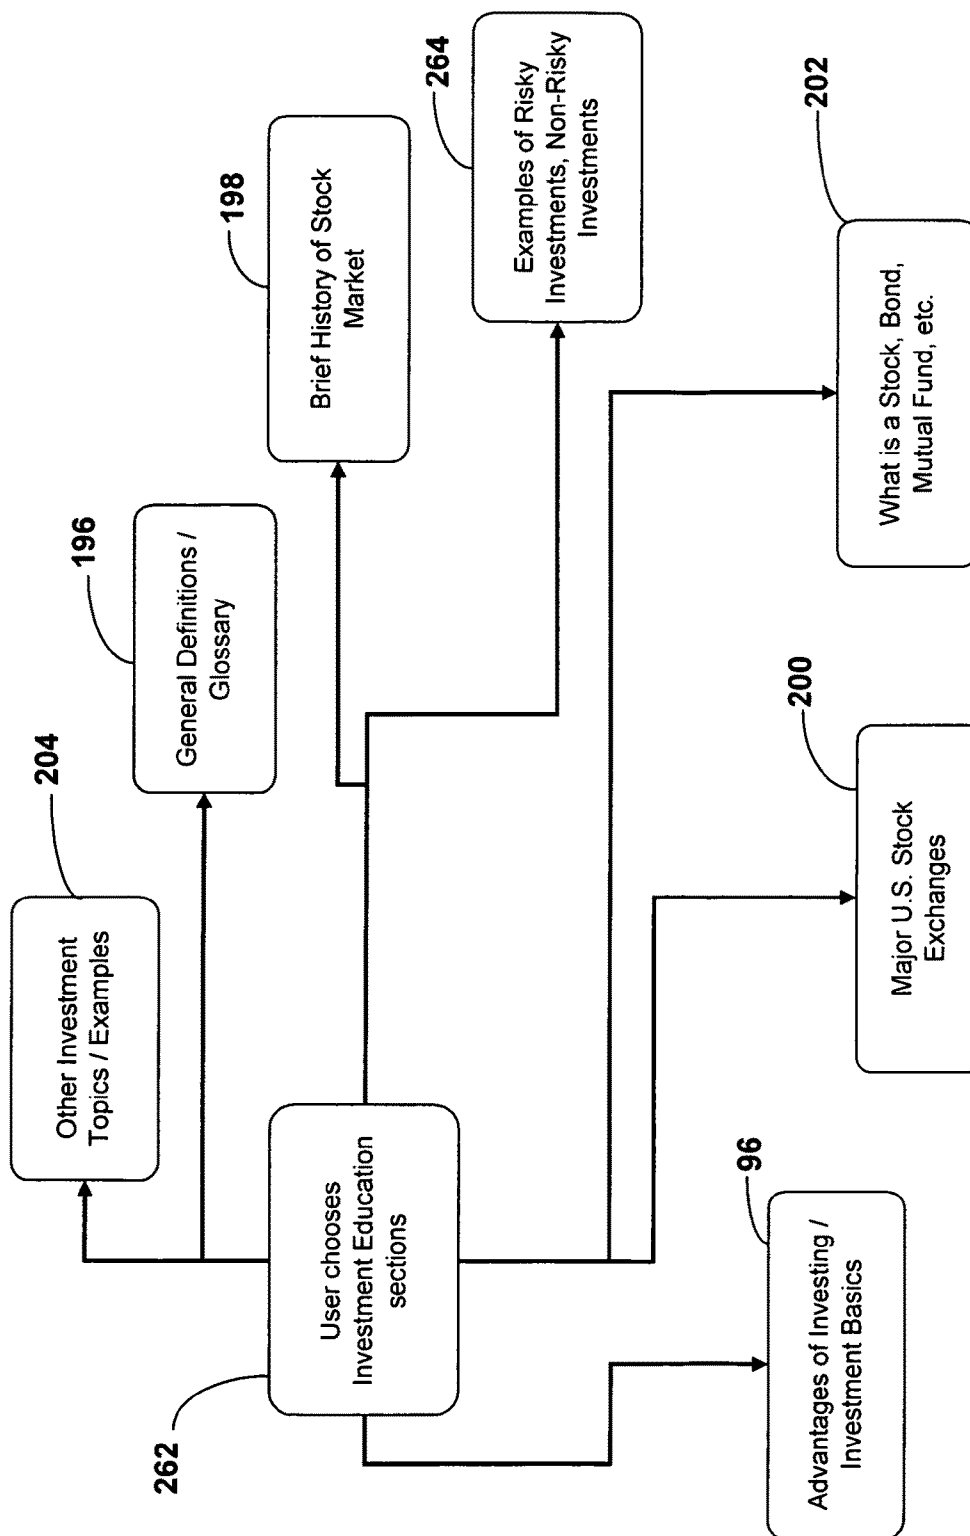 204
Other Investment
Topics / Examples
196
General Definitions /
Glossary
198
Brief History of Stock
Market
262
User chooses
Investment Education
sections
264
Examples of Risky
Investments, Non-Risky
Investments
96
Advantages of Investing /
Investment Basics
200
Major U.S. Stock
Exchanges
202
What is a Stock, Bond,
Mutual Fund, etc.